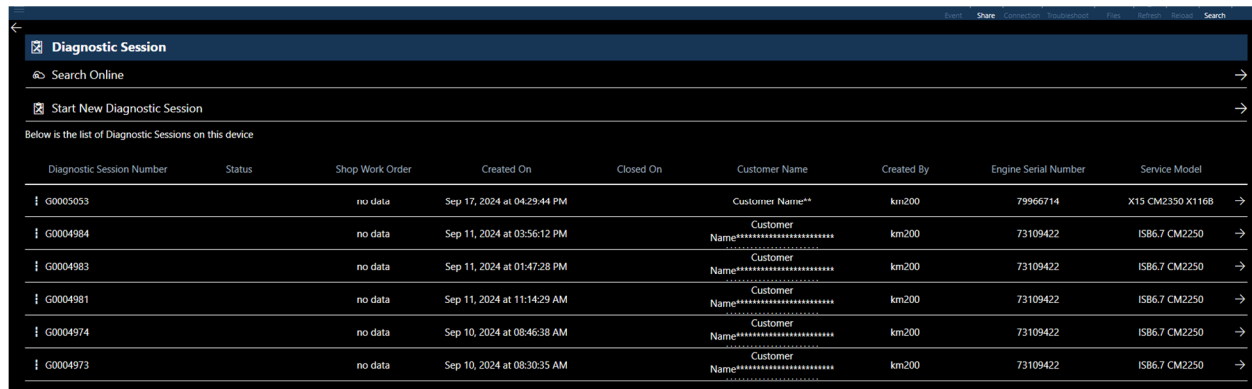 Event Share Connection Troubleshoot Files Refresh Reload Search
Diagnostic Session
Search Online
Start New Diagnostic Session
Below is the list of Diagnostic Sessions on this device
Diagnostic Session Number Status Shop Work Order Created On Closed On Customer Name Created By Engine Serial Number Service Model
G0005053 no data Sep 17, 2024 at 04:29:44 PM Customer Name** km200 79966714 X15 CM2350 X116B
Customer
G0004984 no data Sep 11, 2024 at 03:56:12 PM Name************************ km200 73109422 ISB6.7 CM2250
Customer
G0004983 no data Sep 11, 2024 at 01:47:28 PM Name************************ km200 73109422 ISB6.7 CM2250
Customer
G0004981 no data Sep 11, 2024 at 11:14:29 AM Name************************ km200 73109422 ISB6.7 CM2250
Customer
G0004974 no data Sep 10, 2024 at 08:46:38 AM Name************************ km200 73109422 ISB6.7 CM2250
Customer
G0004973 no data Sep 10, 2024 at 08:30:35 AM Name************************ km200 73109422 ISB6.7 CM2250